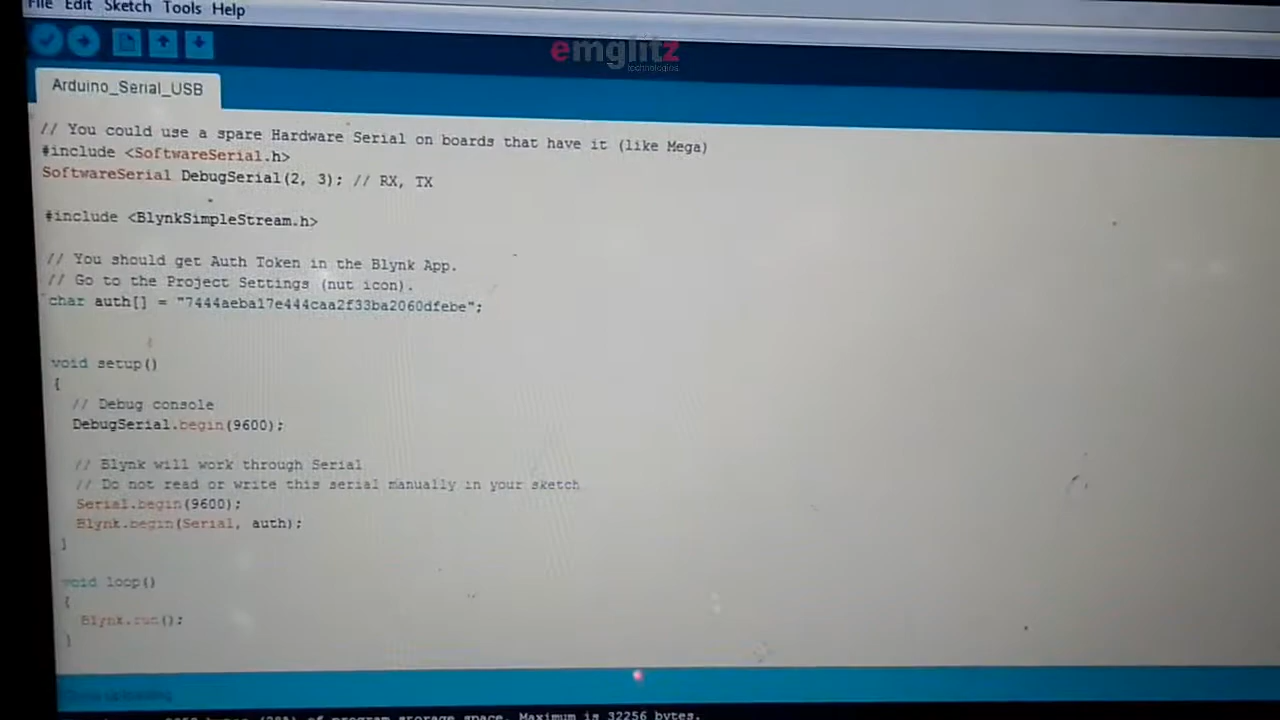 File Edit Sketch Tools Help
emglitz
technologies
Arduino_Serial_USB
// You could use a spare Hardware Serial on boards that have it (like Mega)
#include <SoftwareSerial.h>
SoftwareSerial DebugSerial(2, 3); // RX, TX
#include <BlynkSimpleStream.h>
// You should get Auth Token in the Blynk App.
// Go to the Project Settings (nut icon).
char auth[] = "7444aeba17e444caa2f33ba2060dfebe";
void setup()
{
// Debug console
DebugSerial.begin(9600);
// Blynk will work through Serial
// Do not read or write this serial manually in your sketch
Serial.begin(9600);
Blynk.begin(Serial, auth);
}
void loop()
{
Blynk.run();
}
Done uploading
bytes of program storage space. Maximum is 32256 bytes.